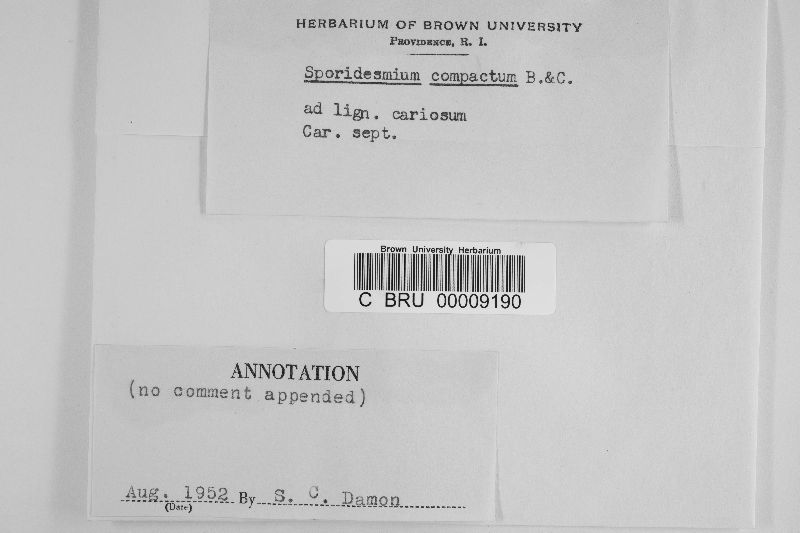 HERBARIUM OF BROWN UNIVERSITY
PROVIDENCE, R. I.
Sporidesmium compactum B.&C.
ad lign. cariosum
Car. sept.
Brown University Herbarium
C BRU 00009190
ANNOTATION
(no comment appended)
Aug. 1952 By S. C. Damon
(Date)